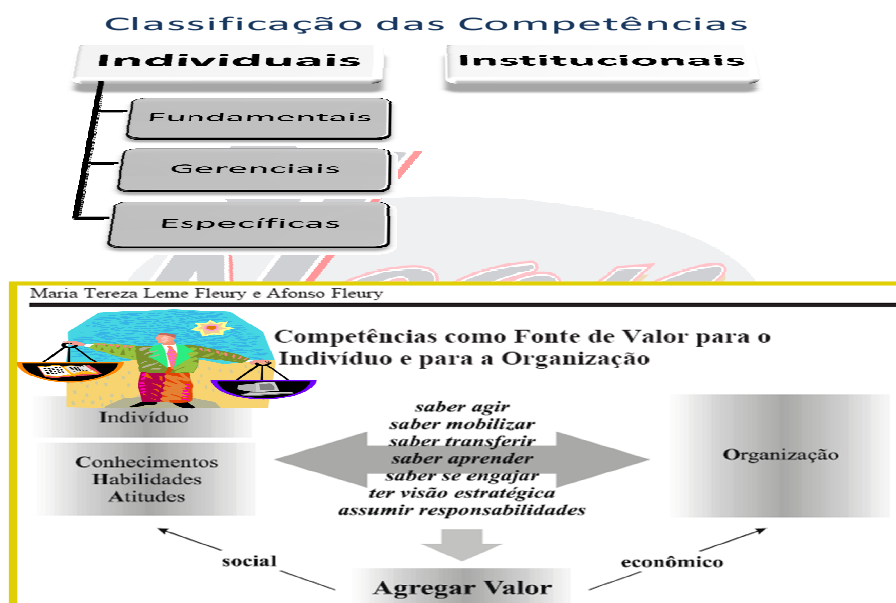 Classificação das Competências
Individuais
Institucionais
Fundamentais
Gerenciais
Específicas
Maria Tereza Leme Fleury e Afonso Fleury
Competências como Fonte de Valor para o
Indivíduo e para a Organização
Indivíduo
Conhecimentos
Habilidades
Atitudes
saber agir
saber mobilizar
saber transferir
saber aprender
saber se engajar
ter visão estratégica
assumir responsabilidades
Organização
social
econômico
Agregar Valor